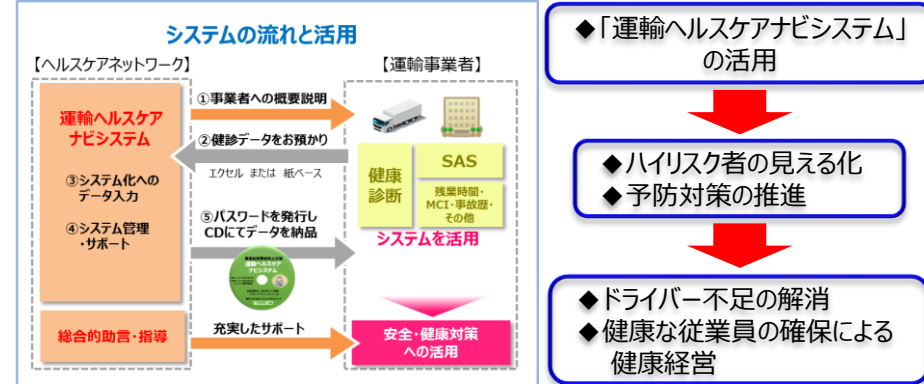 システムの流れと活用
【ヘルスケアネットワーク】
運輸ヘルスケア
ナビシステム
③システム化への
データ入力
④システム管理
・サポート
総合的助言・指導
①事業者への概要説明
②健診データをお預かり
エクセル または 紙ベース
⑤パスワードを発行し
CDにてデータを納品
運輸ヘルスケア
ナビシステム
充実したサポート
【運輸事業者】
健康
診断
SAS
残業時間・
MCI・事故歴・
その他
システムを活用
安全・健康対策
への活用
◆「運輸ヘルスケアナビシステム」
の活用
◆ハイリスク者の見える化
◆予防対策の推進
◆ドライバー不足の解消
◆健康な従業員の確保による
健康経営